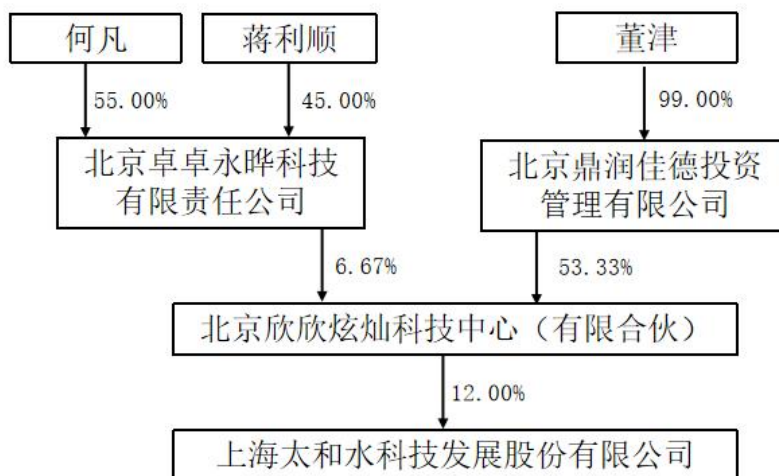 何凡
蒋利顺
董津
55.00%
45.00%
99.00%
北京卓卓永晔科技
有限责任公司
北京鼎润佳德投资
管理有限公司
6.67%
53.33%
北京欣欣炫灿科技中心（有限合伙）
12.00%
上海太和水科技发展股份有限公司